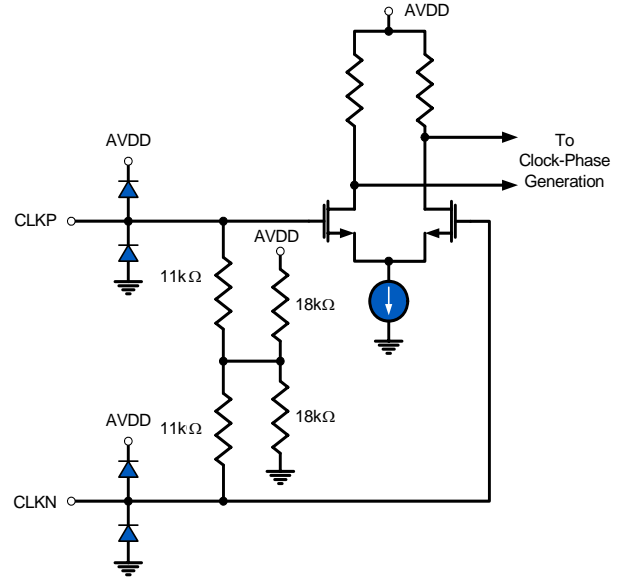 AVDD
To
Clock-Phase
Generation
AVDD
CLKP
AVDD
11kΩ
18kΩ
18kΩ
AVDD
11kΩ
CLKN